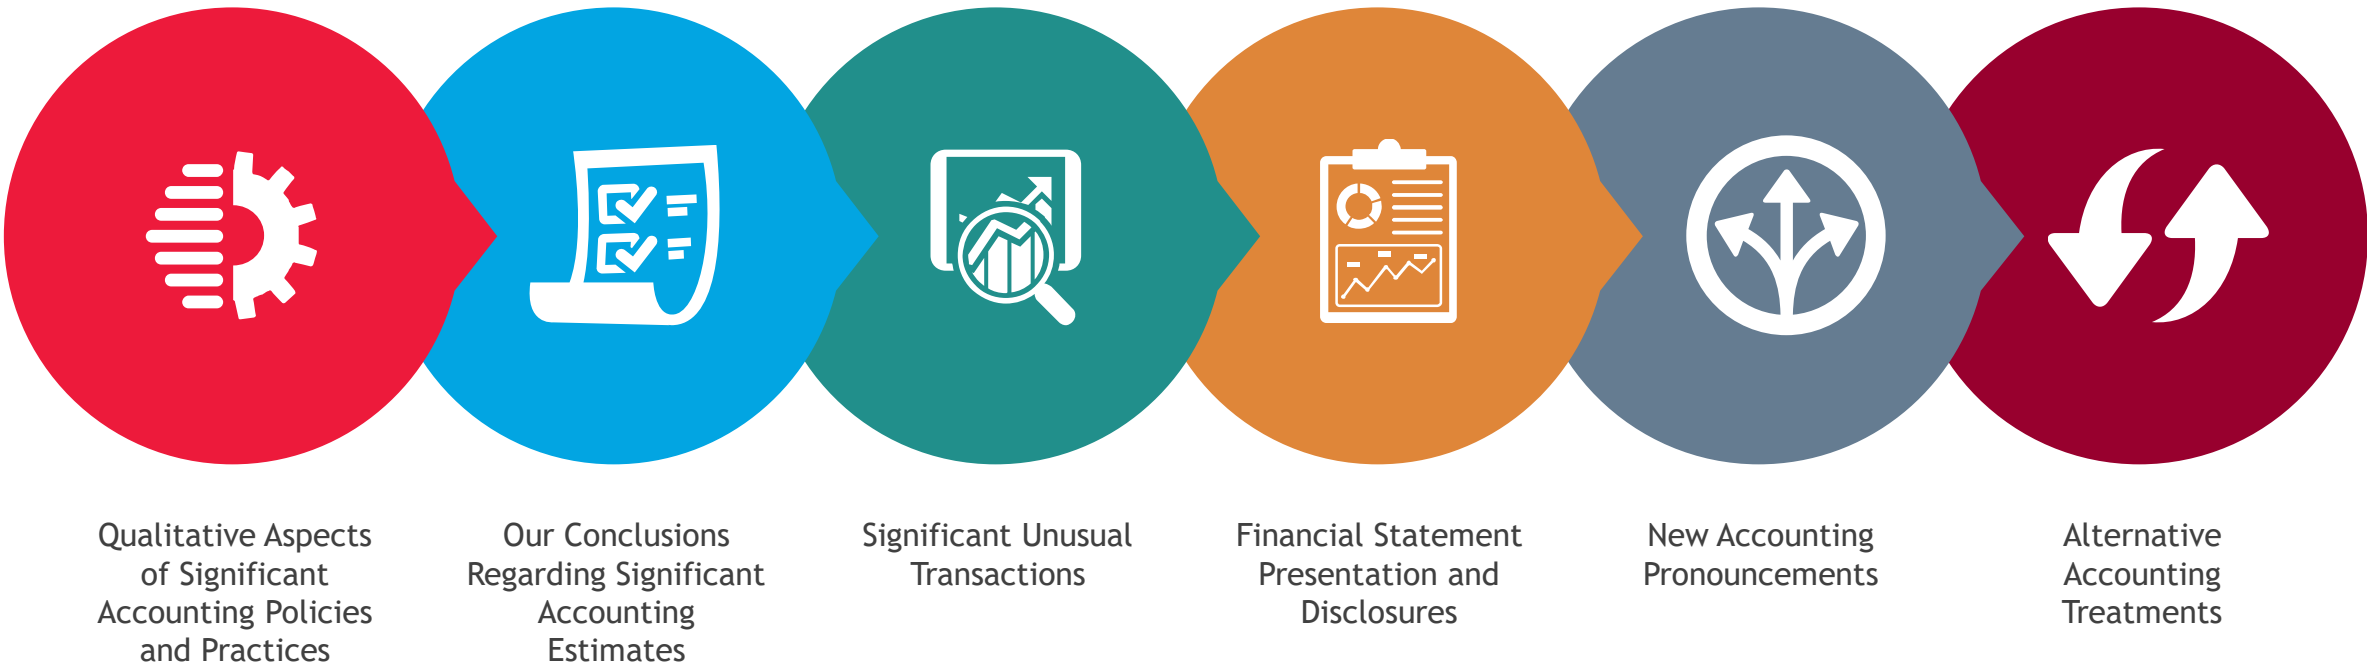 Qualitative Aspects
of Significant
Accounting Policies
and Practices
Our Conclusions
Regarding Significant
Accounting
Estimates
Significant Unusual
Transactions
Financial Statement
Presentation and
Disclosures
New Accounting
Pronouncements
Alternative
Accounting
Treatments